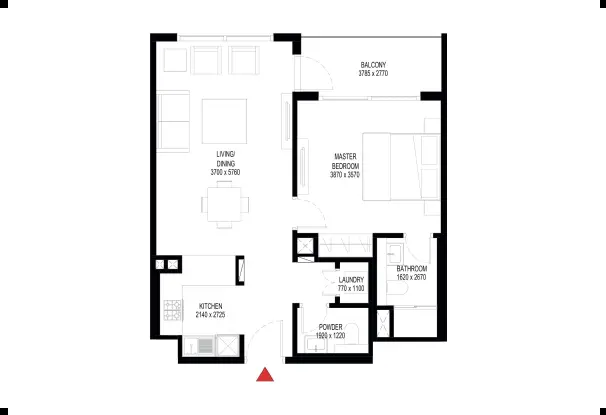 BALCONY
3785 x 2770
LIVING/
DINING
3700 x 5760
MASTER
BEDROOM
3870 x 3570
BATHROOM
1620 x 2670
LAUNDRY
770 x 1100
KITCHEN
2140 x 2725
POWDER
1920 x 1220